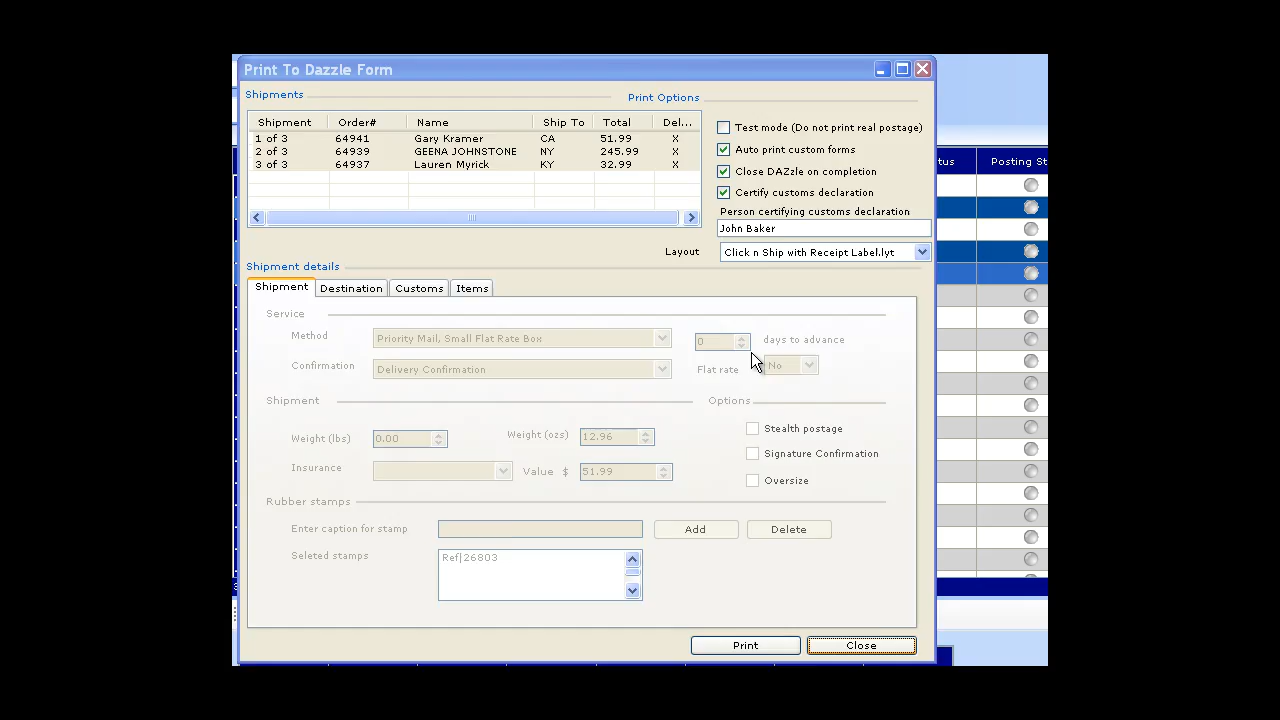 Print To Dazzle Form
Shipments
Print Options
Shipment Order# Name Ship To Total Del...
1 of 3 64941 Gary Kramer CA 51.99 X
2 of 3 64939 GEENA JOHNSTONE NC 245.99 X
3 of 3 64937 Lauren Myrick KY 32.99 X
Test mode (Do not print real postage)
Auto print custom forms
Close DAZzle on completion
Certify customs declaration
Person certifying customs declaration
John Baker
Layout Click n Ship with Receipt Label.lyt
tus Posting St
Shipment details
Shipment Destination Customs Items
Service
Method Priority Mail, Small Flat Rate Box 0 days to advance
Confirmation Delivery Confirmation Flat rate No
Shipment Options
Weight (lbs) 0.00 Weight (ozs) 12.96 Stealth postage
Signature Confirmation
Insurance Value $ 51.99 Oversize
Rubber stamps
Enter caption for stamp Add Delete
Seleted stamps Ref|26803
Print Close